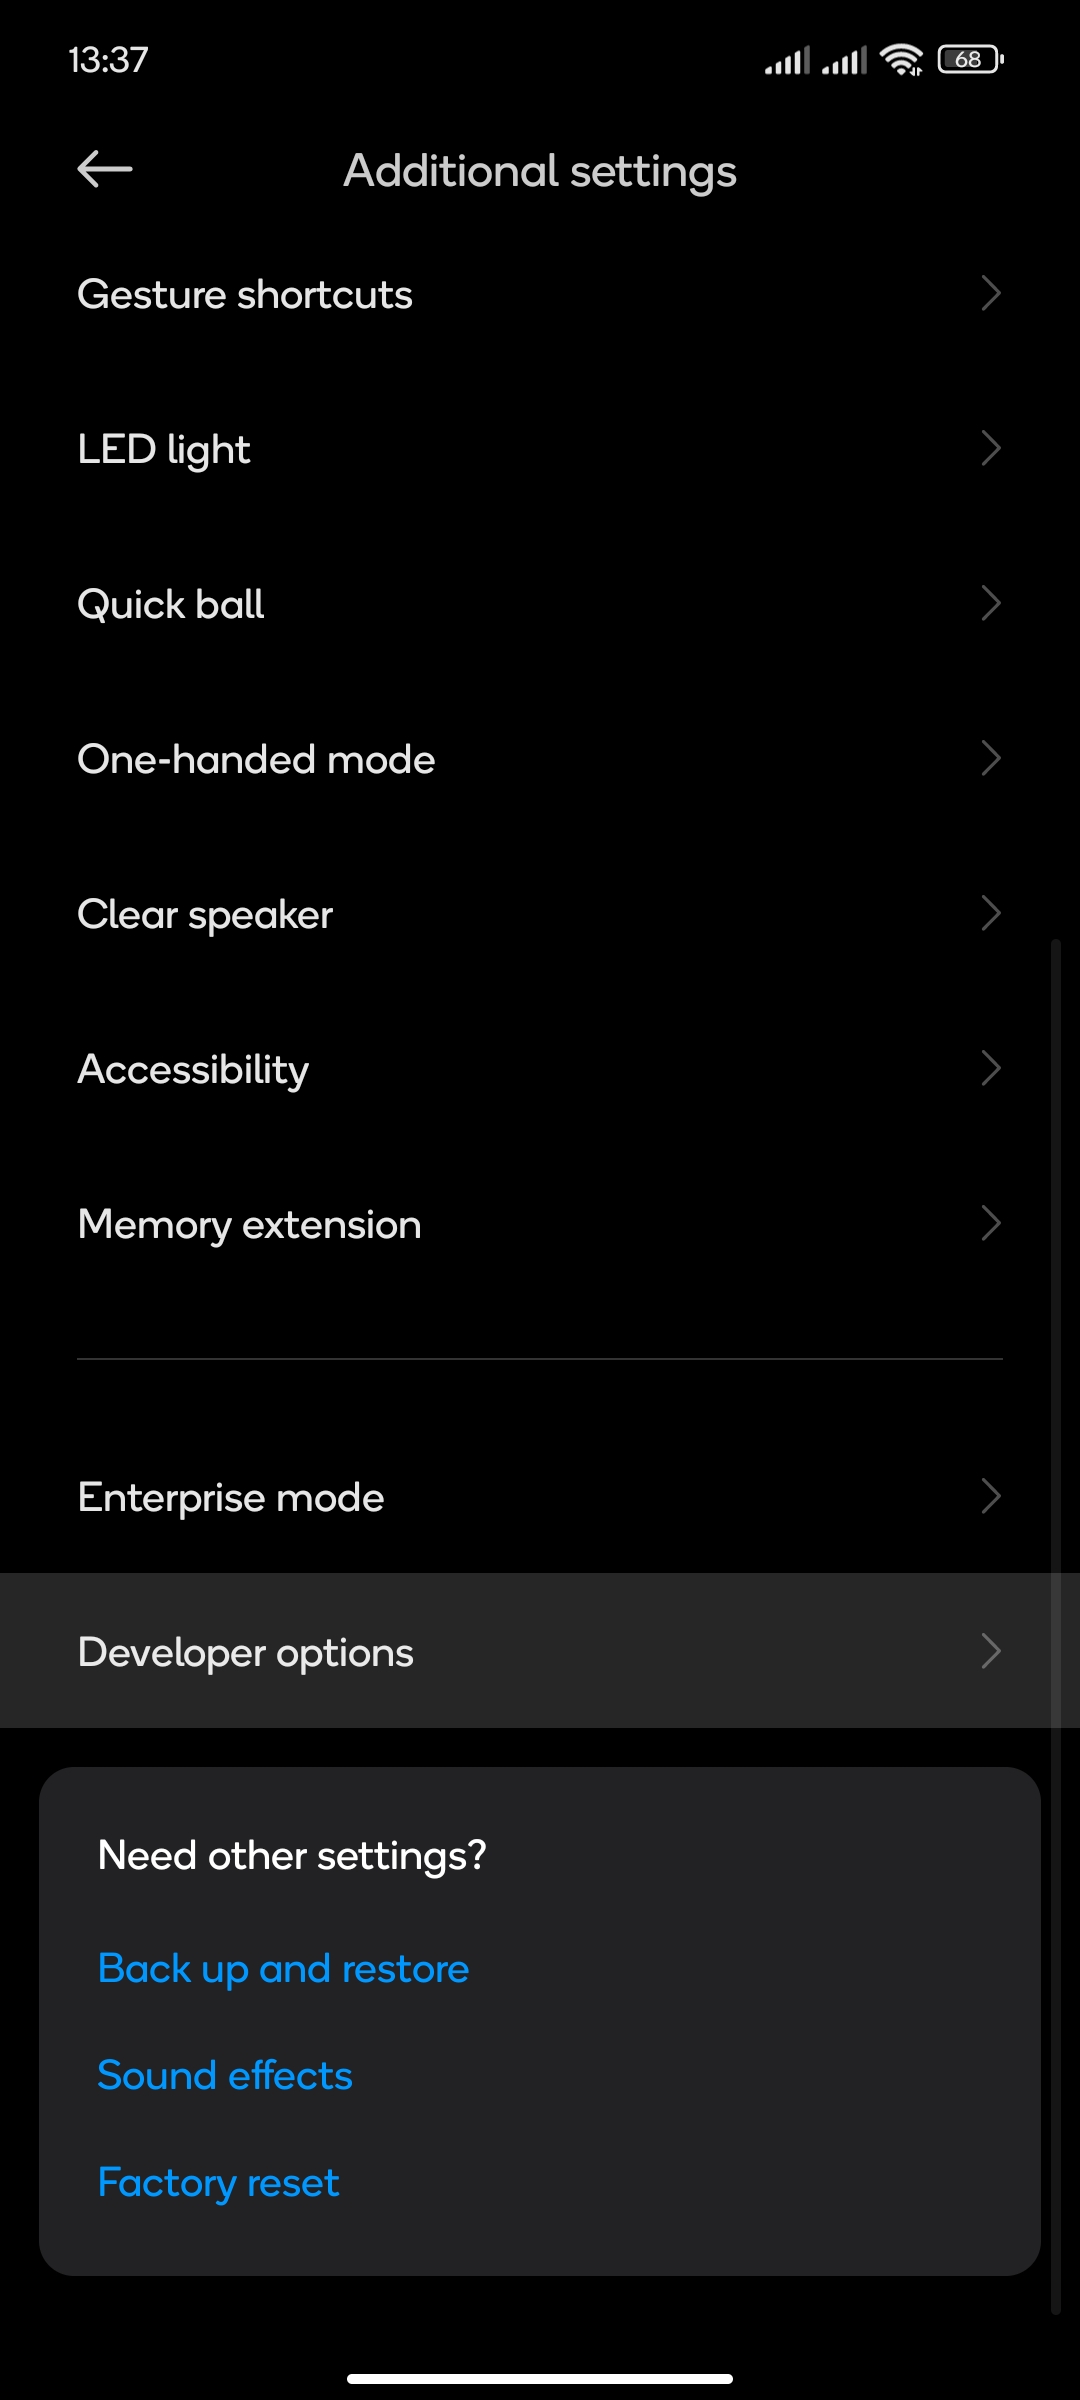 13:37
68
Additional settings
Gesture shortcuts
LED light
Quick ball
One-handed mode
Clear speaker
Accessibility
Memory extension
Enterprise mode
Developer options
Need other settings?
Back up and restore
Sound effects
Factory reset